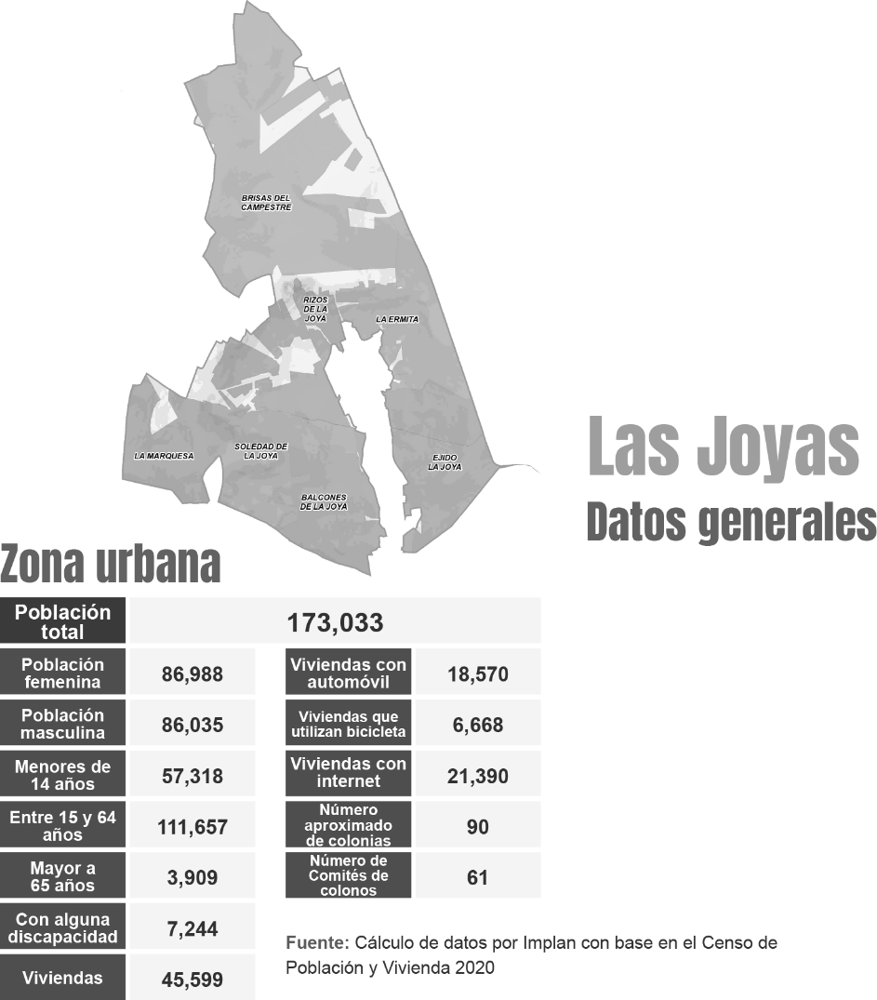 BRISAS DEL
CAMPESTRE
RIZOS
DE LA
JOYA
LA ERMITA
LA MARQUESA
SOLEDAD DE
LA JOYA
EJIDO
LA JOYA
BALCONES
DE LA JOYA
Las Joyas
Datos generales
Zona urbana
Población
total
173,033
Población
femenina
86,988
Población
masculina
86,035
Menores de
14 años
57,318
Entre 15 y 64
años
111,657
Mayor a
65 años
3,909
Con alguna
discapacidad
7,244
Viviendas
45,599
Viviendas con
automóvil
18,570
Viviendas que
utilizan bicicleta
6,668
Viviendas con
internet
21,390
Número
aproximado
de colonias
90
Número de
Comités de
colonos
61
Fuente: Cálculo de datos por Implan con base en el Censo de
Población y Vivienda 2020